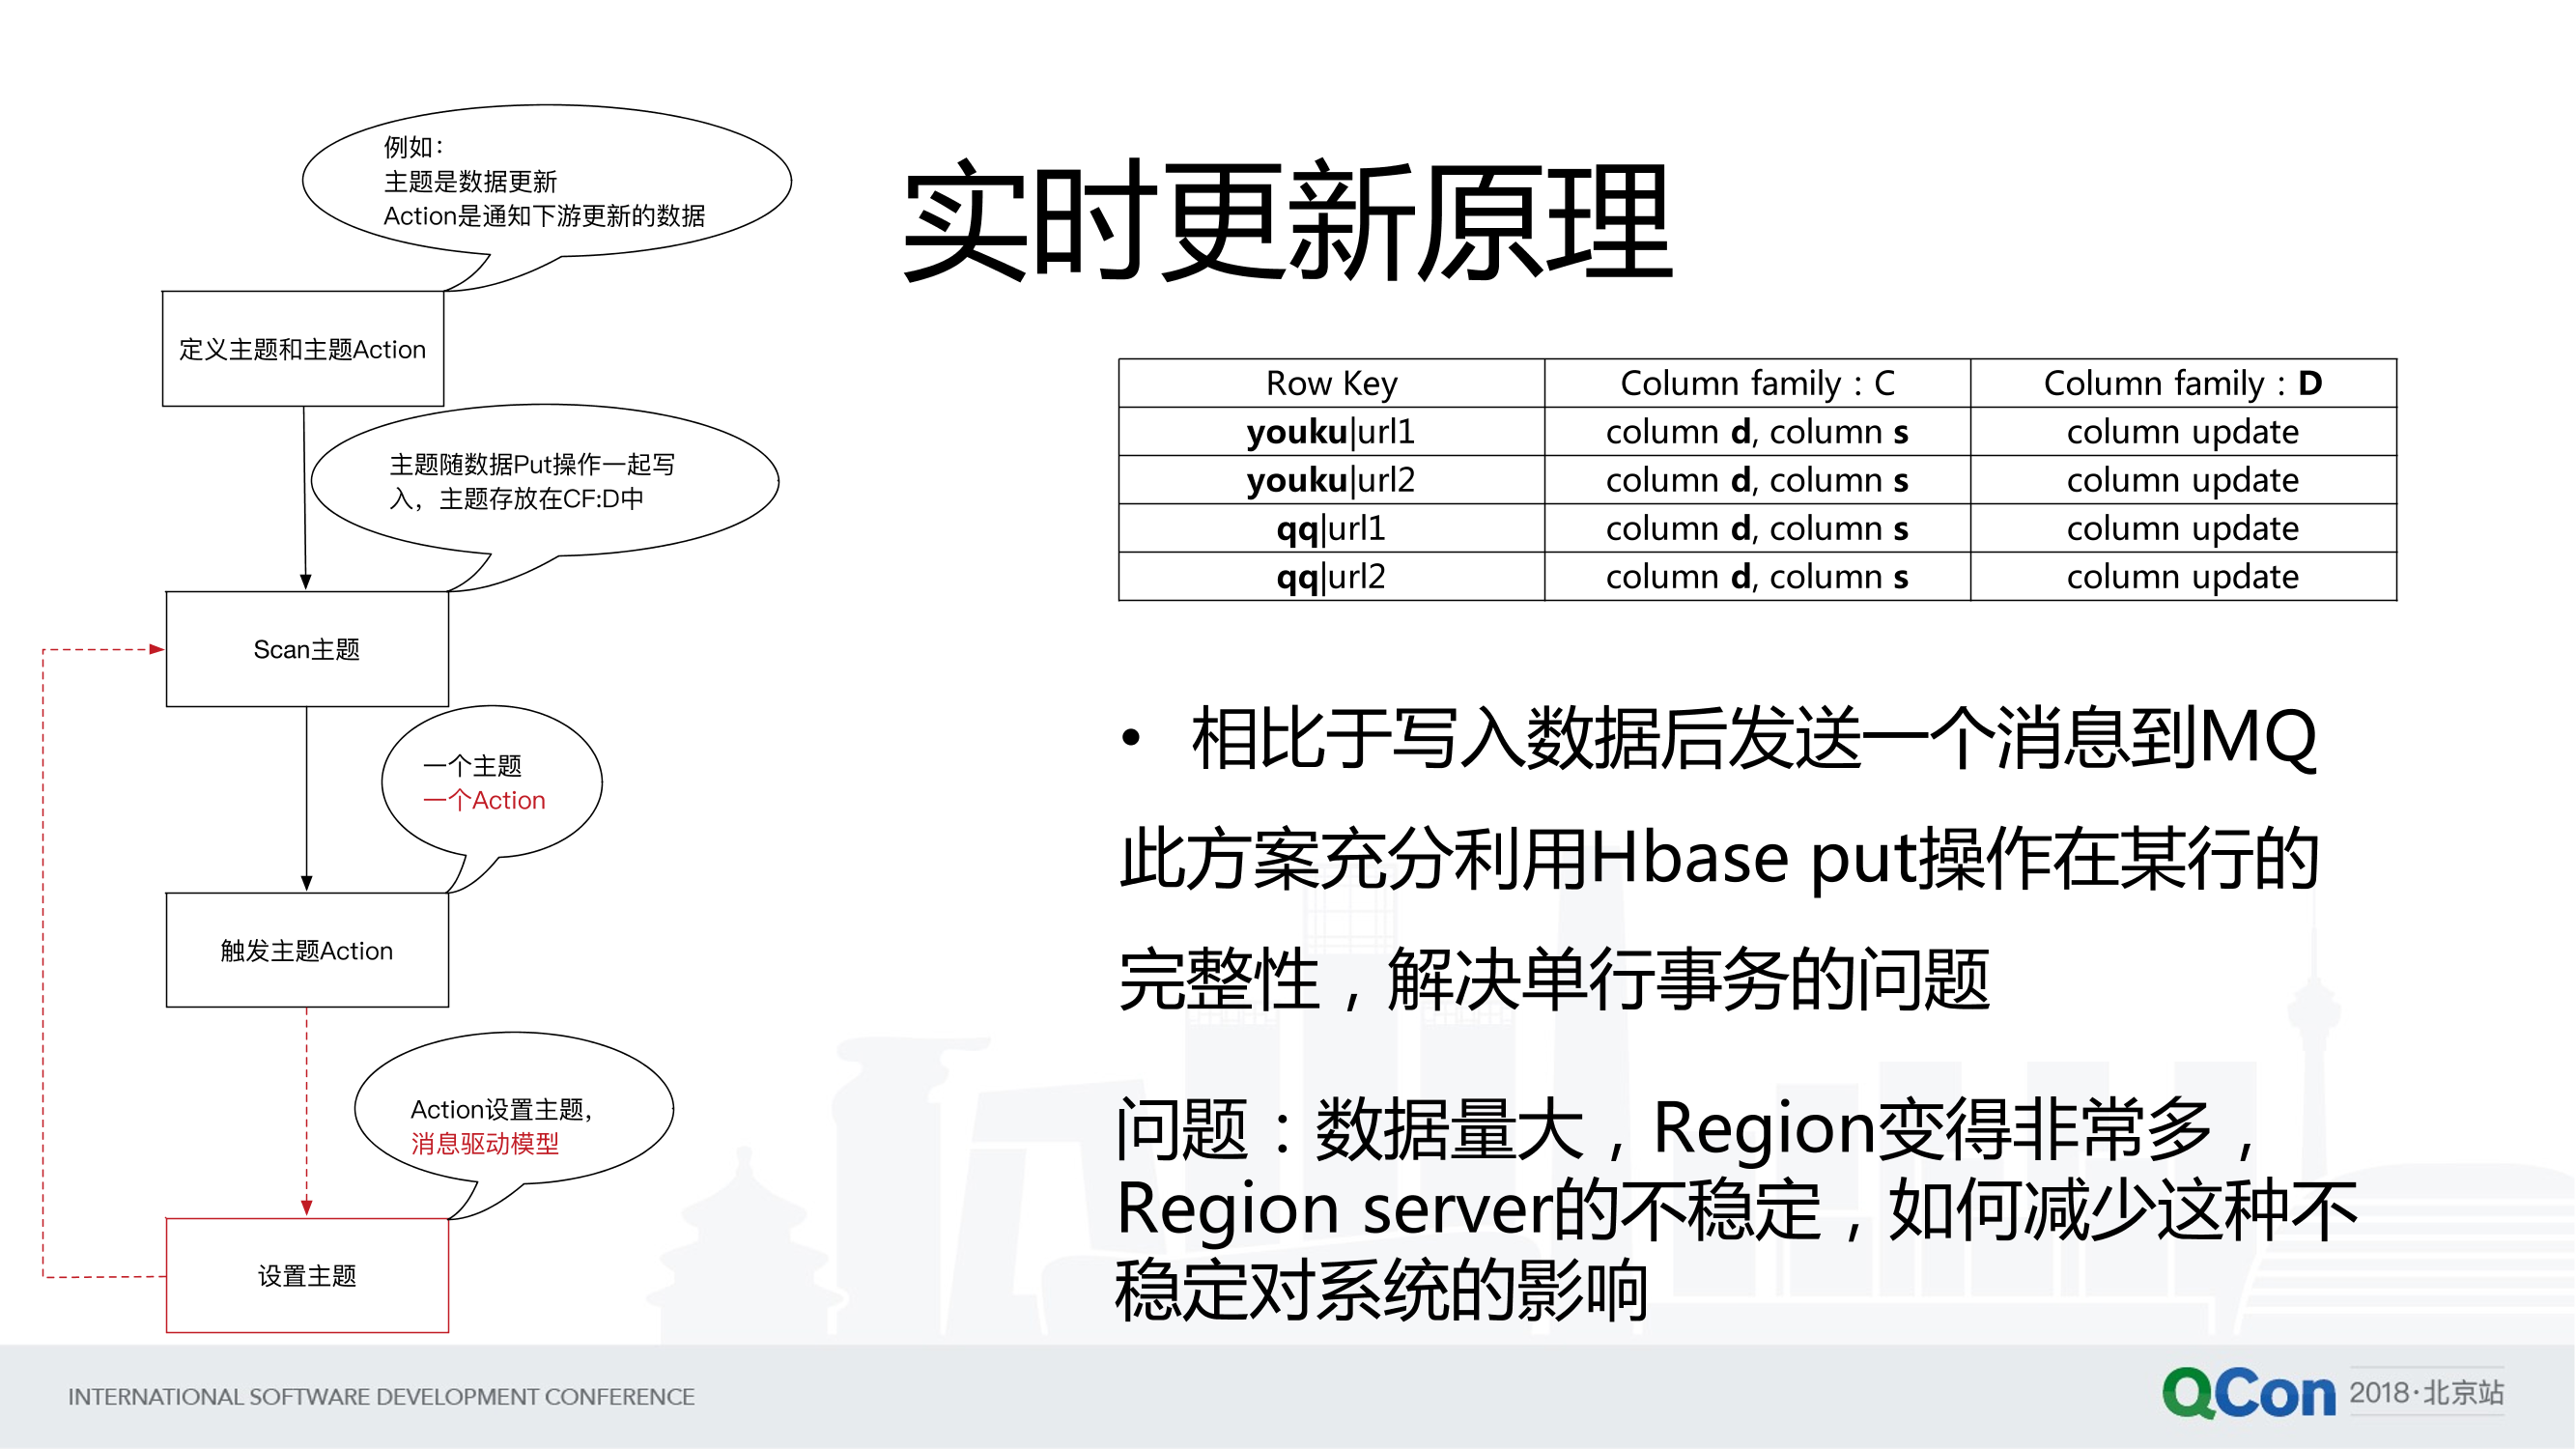 实时更新原理
例如：
主题是数据更新
Action是通知下游更新的数据
定义主题和主题Action
主题随数据Put操作一起写
入，主题存放在CF:D中
Scan主题
一个主题
一个Action
触发主题Action
Action设置主题，
消息驱动模型
设置主题
Row Key Column family：C Column family：D
youku|url1 column d, column s column update
youku|url2 column d, column s column update
qq|url1 column d, column s column update
qq|url2 column d, column s column update
• 相比于写入数据后发送一个消息到MQ
此方案充分利用Hbase put操作在某行的
完整性，解决单行事务的问题
问题：数据量大，Region变得非常多，
Region server的不稳定，如何减少这种不
稳定对系统的影响
INTERNATIONAL SOFTWARE DEVELOPMENT CONFERENCE
QCon 2018·北京站